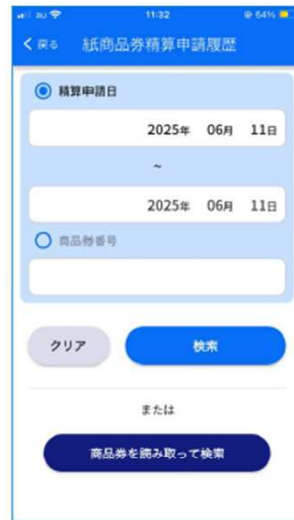 au 11:32 64%
戻る 紙商品券精算申請履歴
精算申請日
2025年 06月 11日
~
2025年 06月 11日
商品券番号
クリア 検索
または
商品券を読み取って検索